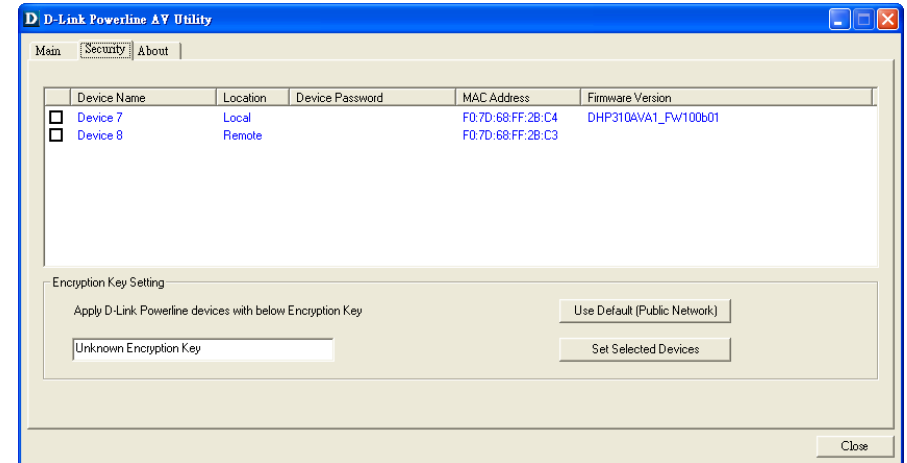 D D-Link Powerline AV Utility
Main Security About
Device Name Location Device Password MAC Address Firmware Version
Device 7 Local F0:7D:68:FF:2B:C4 DHP310AVA1_FW100b01
Device 8 Remote F0:7D:68:FF:2B:C3
Encryption Key Setting
Apply D-Link Powerline devices with below Encryption Key Use Default (Public Network)
Unknown Encryption Key Set Selected Devices
Close